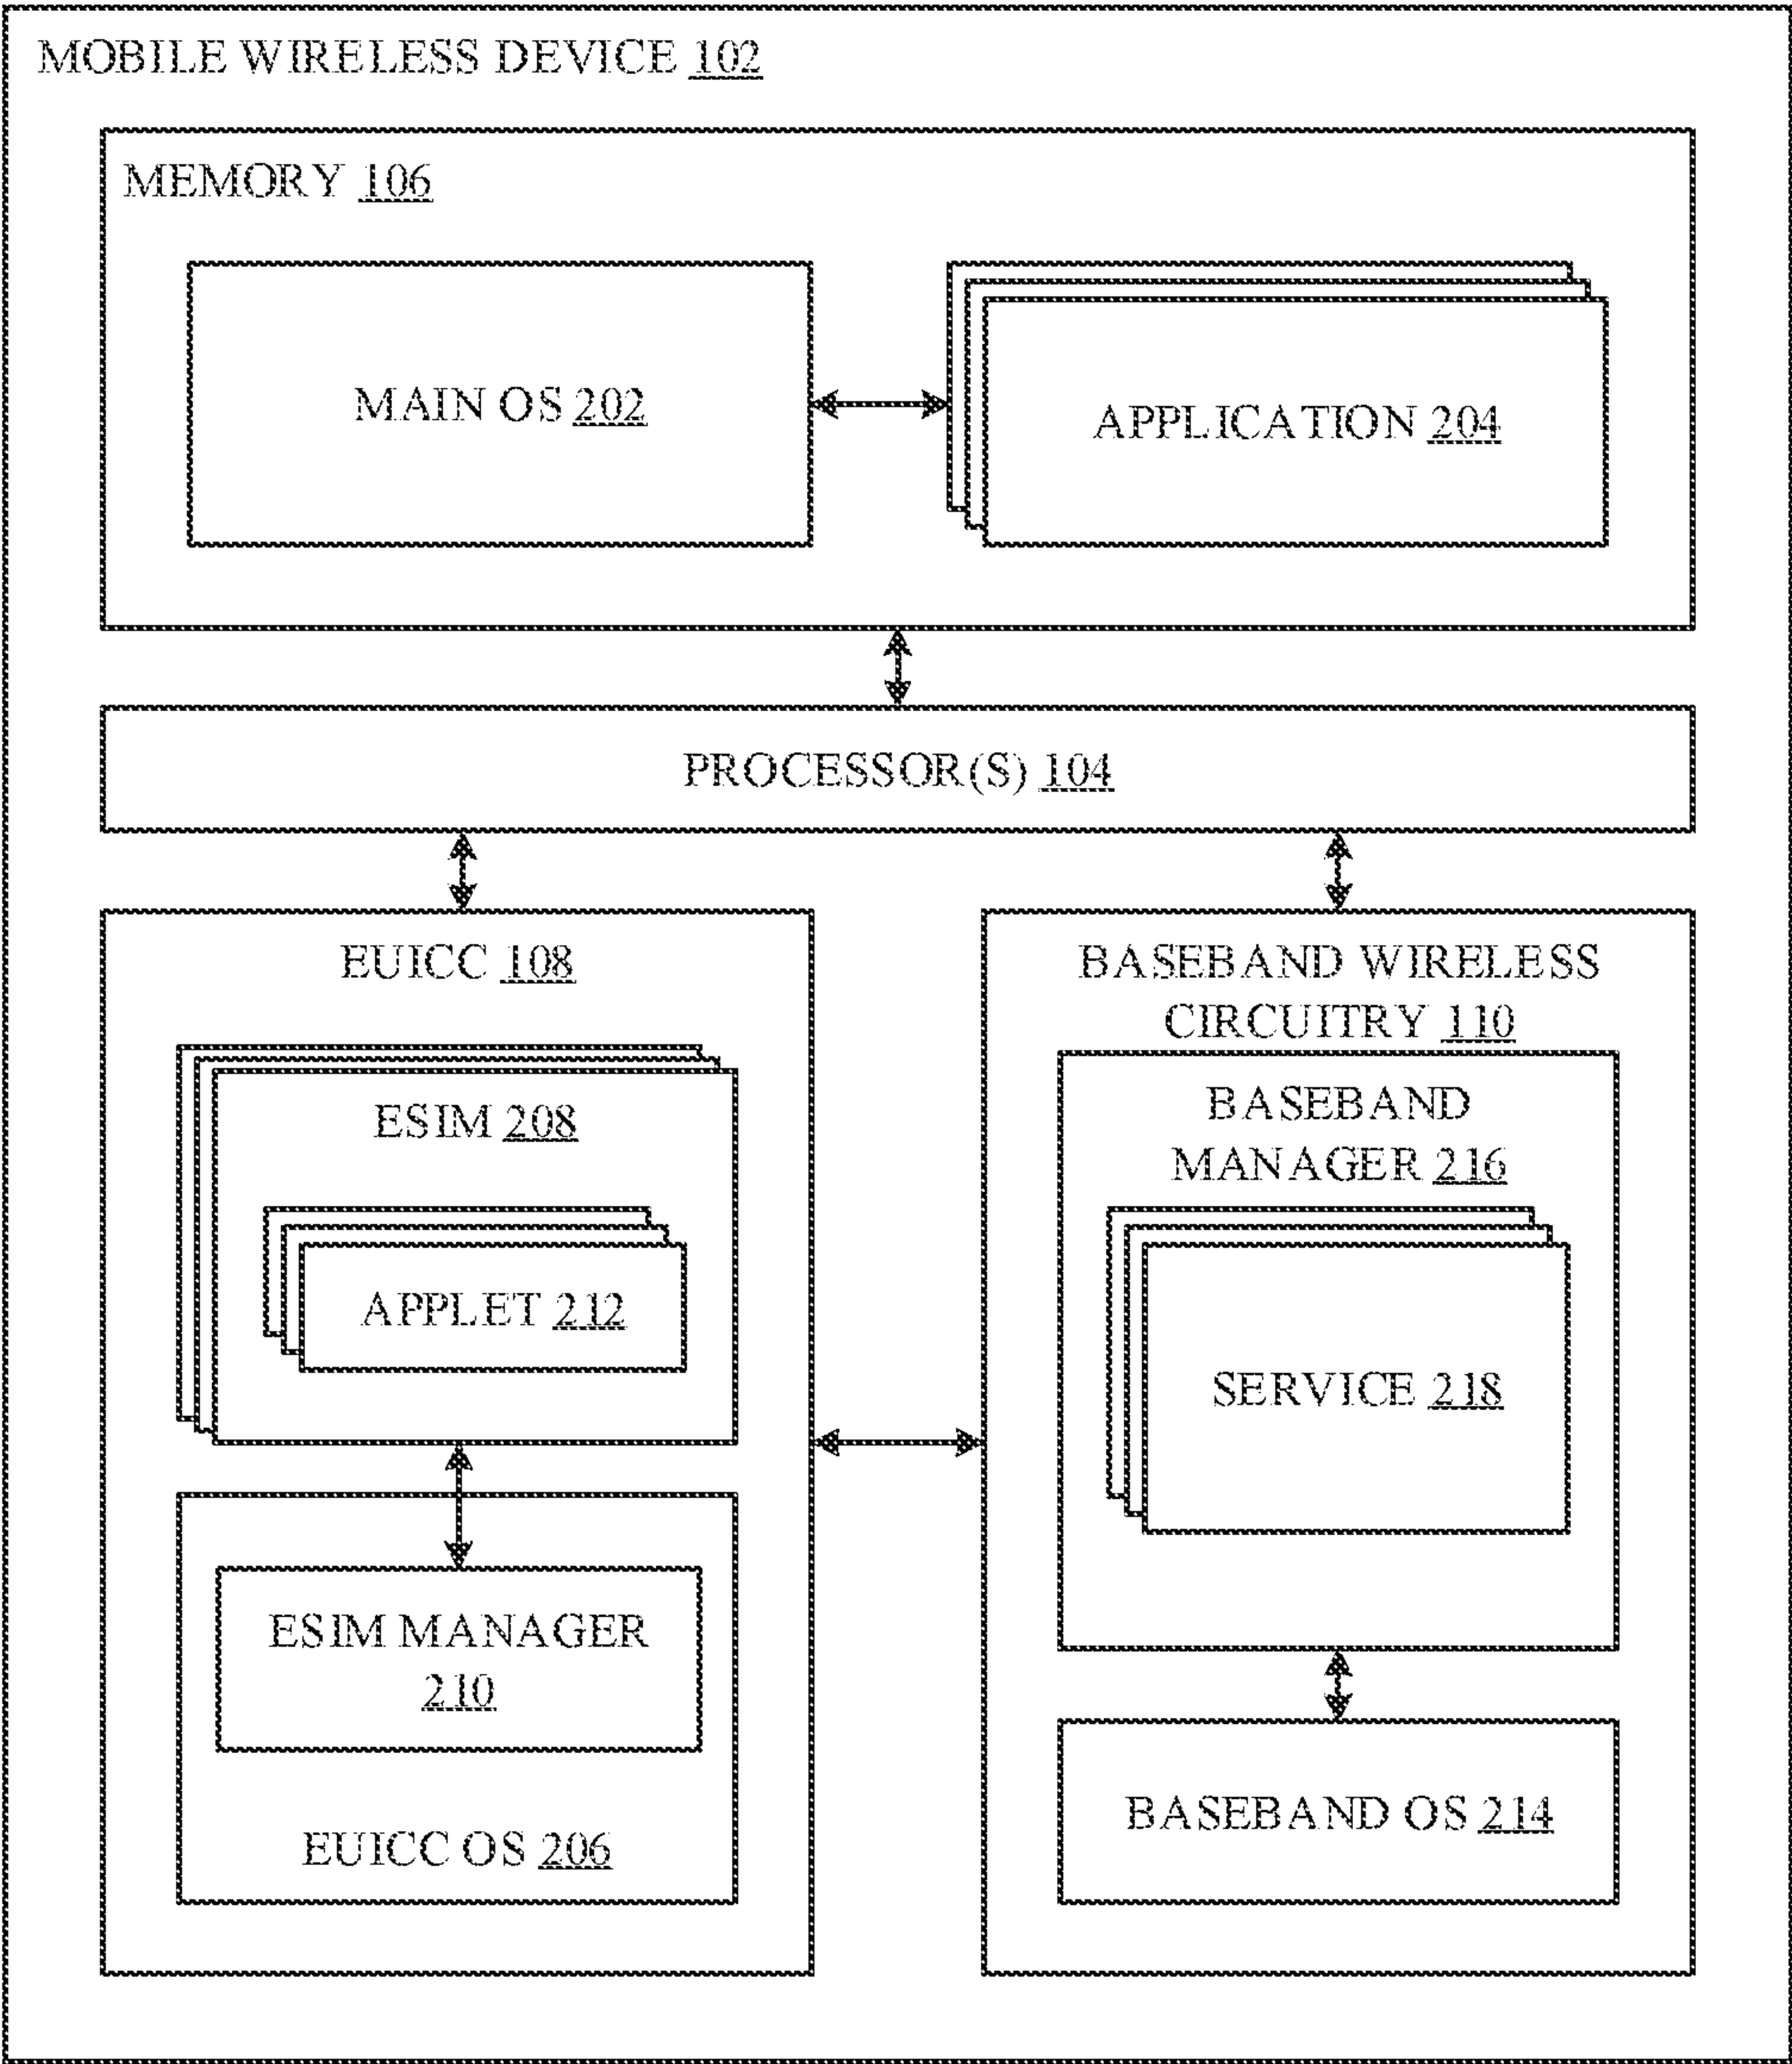 MOBILE WIRELESS DEVICE 102
MEMORY 106
MAIN OS 202
APPLICATION 204
PROCESSOR(S) 104
EUICC 108
ESIM 208
APPLET 212
ESIM MANAGER
210
EUICC OS 206
BASEBAND WIRELESS
CIRCUITRY 110
BASEBAND
MANAGER 216
SERVICE 218
BASEBAND OS 214